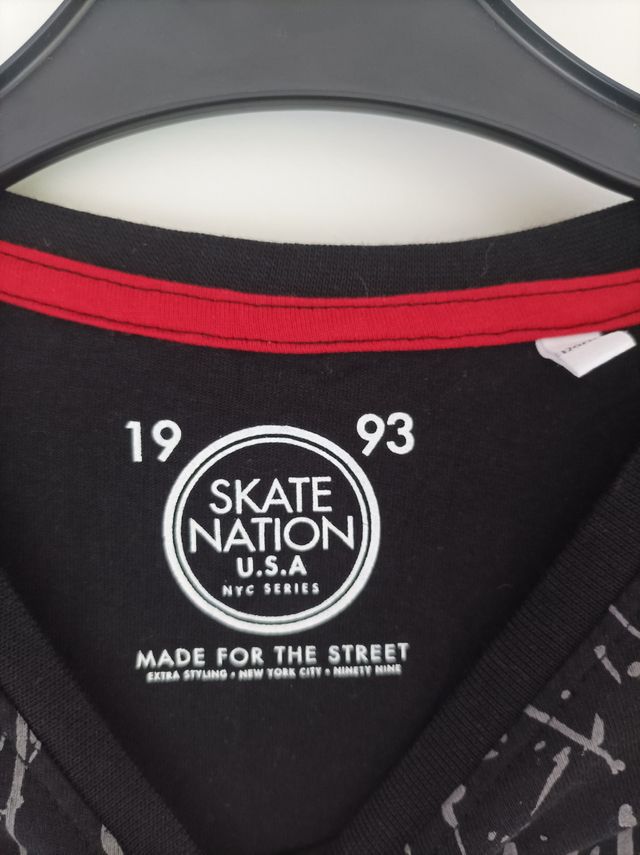 19 93
SKATE
NATION
U.S.A
NYC SERIES
MADE FOR THE STREET
EXTRA STYLING • NEW YORK CITY • NINETY NINE